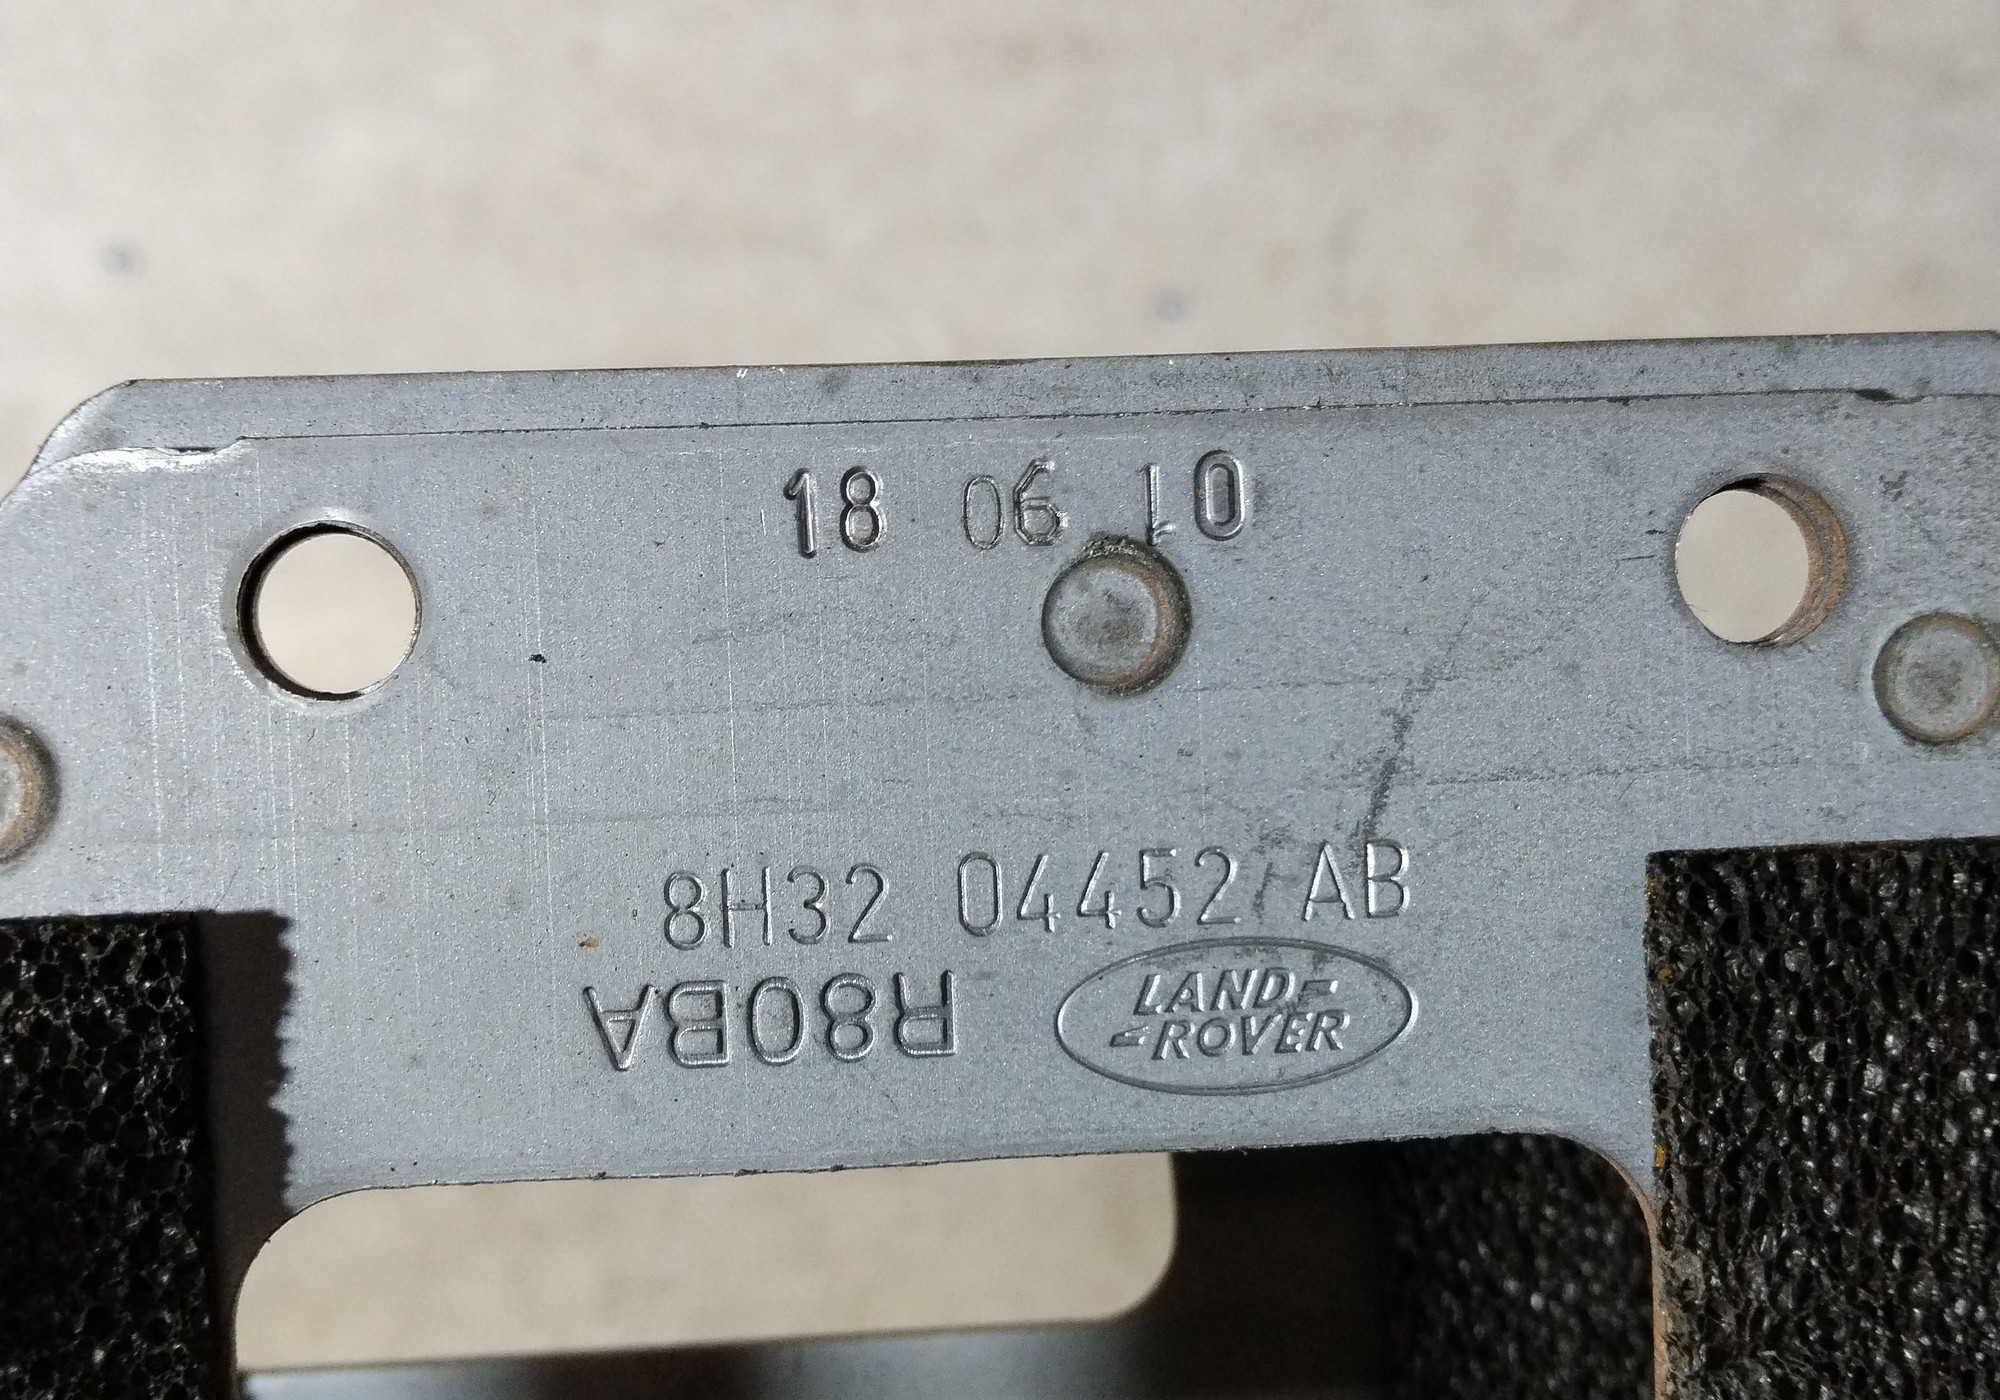 18 06 10
8H32 04452 AB
R80BA
LAND-
-ROVER